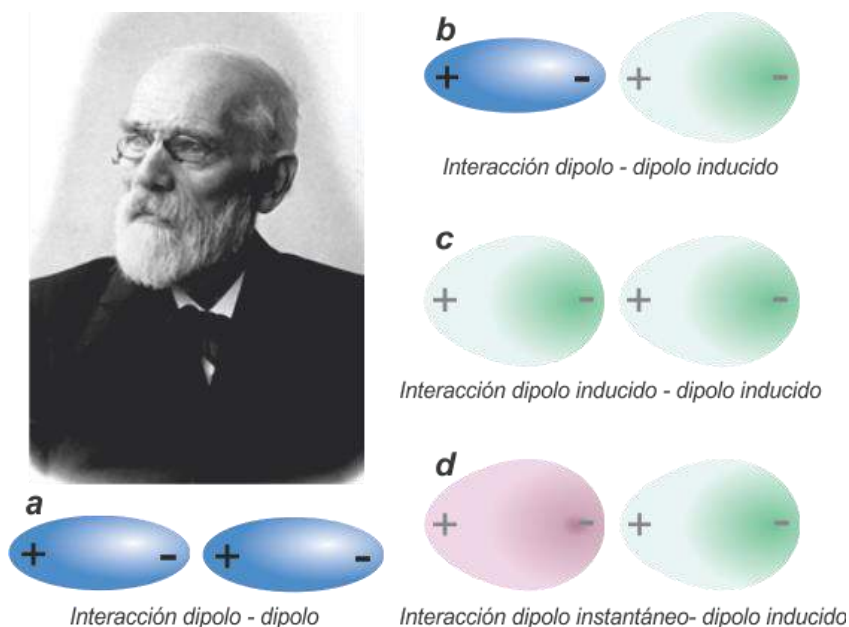 b
+ - + -
Interacción dipolo - dipolo inducido
c
+ - + -
Interacción dipolo inducido - dipolo inducido
d
+ - + -
Interacción dipolo instantáneo- dipolo inducido
a
+ - + -
Interacción dipolo - dipolo